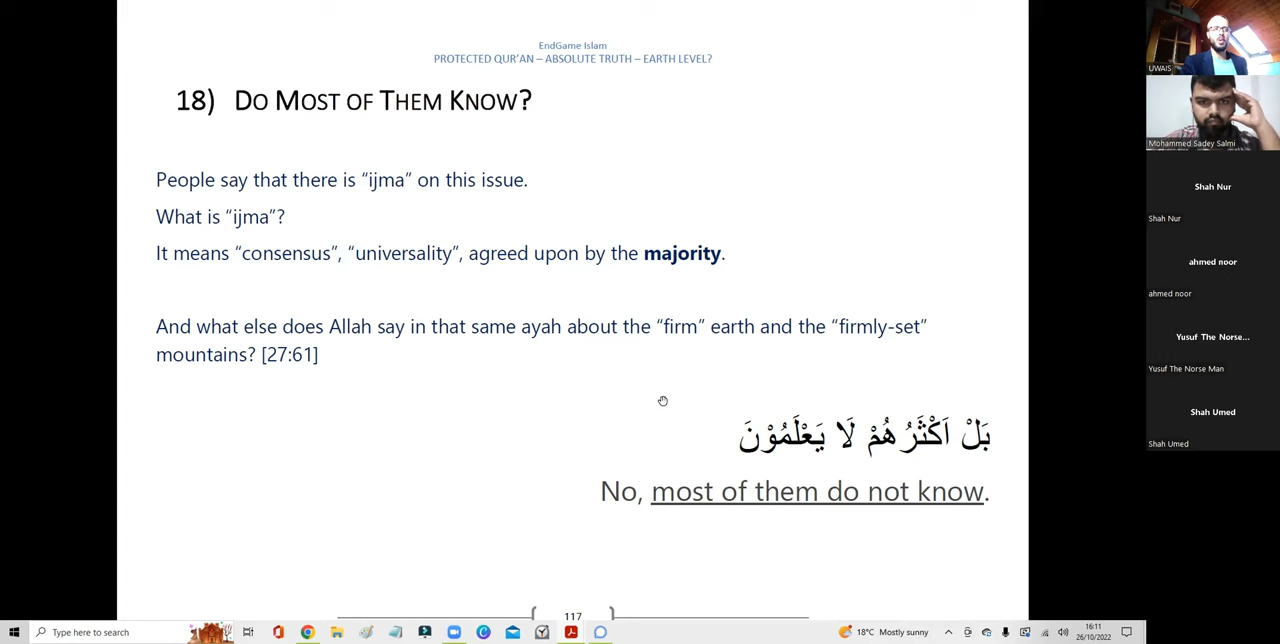 EndGame Islam
PROTECTED QUR'AN – ABSOLUTE TRUTH – EARTH LEVEL?
18) DO MOST OF THEM KNOW?
People say that there is “ijma” on this issue.
What is “ijma”?
It means “consensus”, “universality”, agreed upon by the majority.
And what else does Allah say in that same ayah about the “firm” earth and the “firmly-set”
mountains? [27:61]
بَلْ اَكْثَرُهُمْ لَا يَعْلَمُوْنَ
No, most of them do not know.
117
UWAIS
Mohammed Sadey Salmi
Shah Nur
Shah Nur
ahmed noor
ahmed noor
Yusuf The Norse...
Yusuf The Norse Man
Shah Umed
Shah Umed
Type here to search
18°C Mostly sunny
16:11
26/10/2022